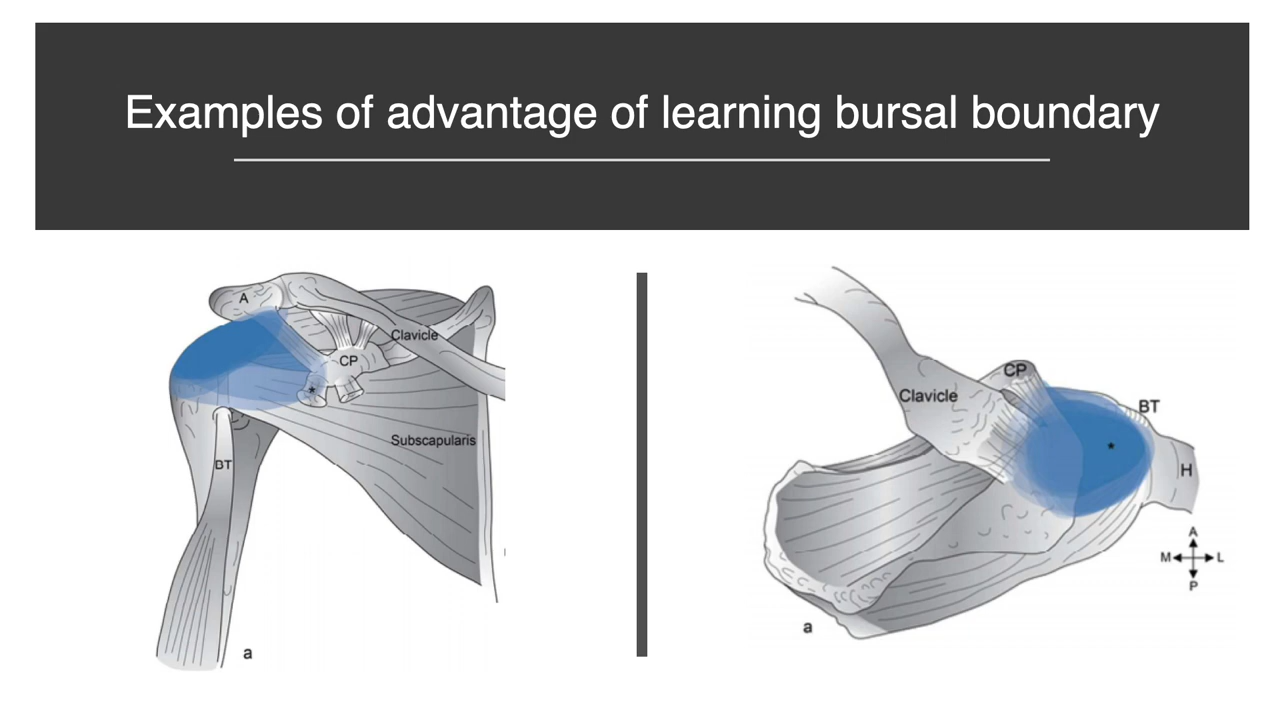 Examples of advantage of learning bursal boundary
A
Clavicle
CP
*
Subscapularis
BT
a
CP
Clavicle
BT
*
H
A
M L
P
a